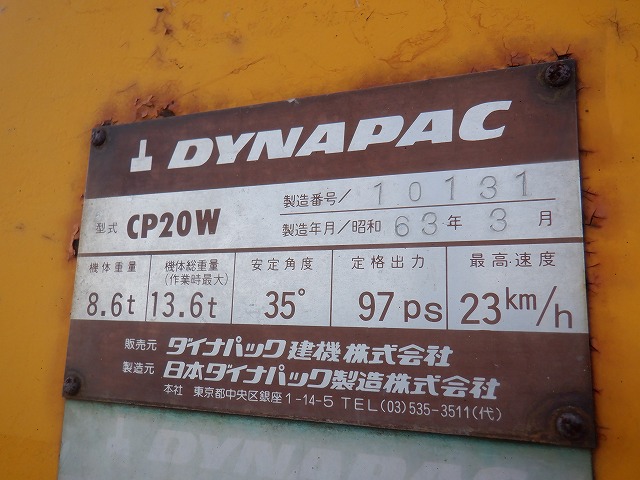 DYNAPAC
型式 CP20W
製造番号/ 10131
製造年月/昭和 63 年 3 月
機体重量 機体総重量(作業時最大) 安定角度 定格出力 最高速度
8.6t 13.6t 35° 97ps 23km/h
販売元 ダイナパック建機株式会社
製造元 日本ダイナパック製造株式会社
本社 東京都中央区銀座1-14-5 TEL(03)535-3511(代)
DYNAPAC